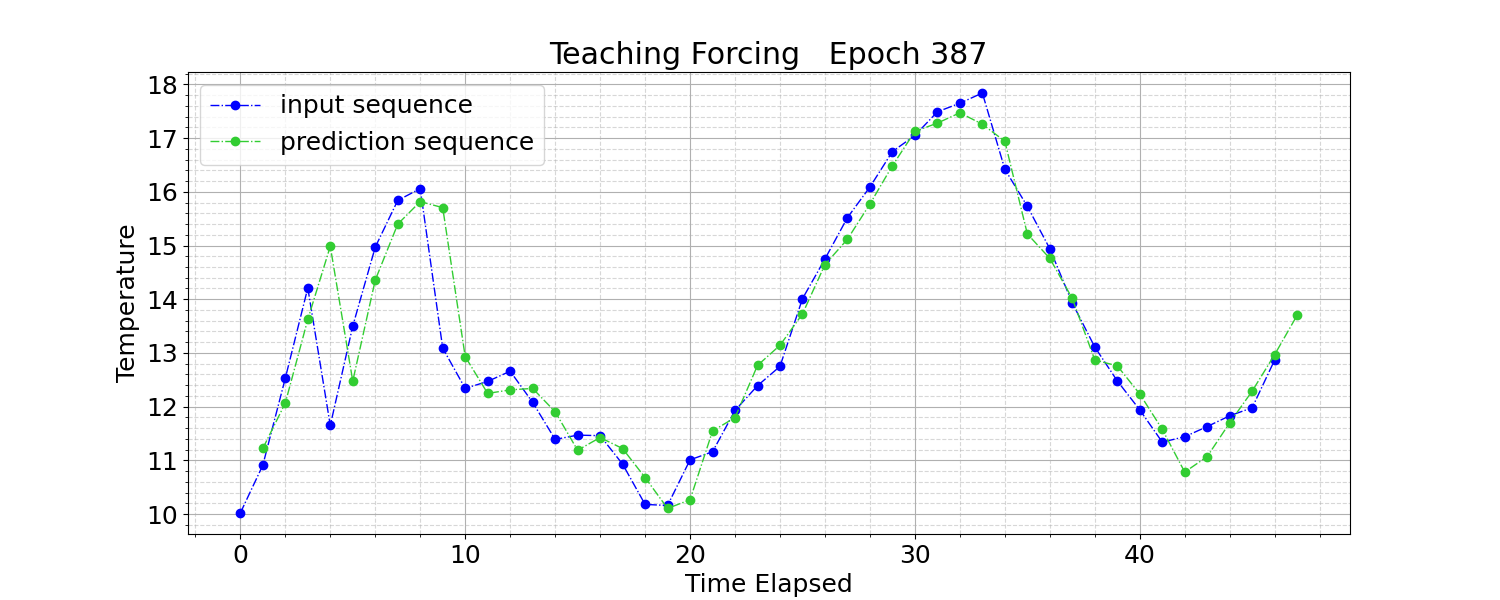 Teaching Forcing   Epoch 387
input sequence
prediction sequence
18
17
16
15
14
13
12
11
10
Temperature
0 10 20 30 40
Time Elapsed